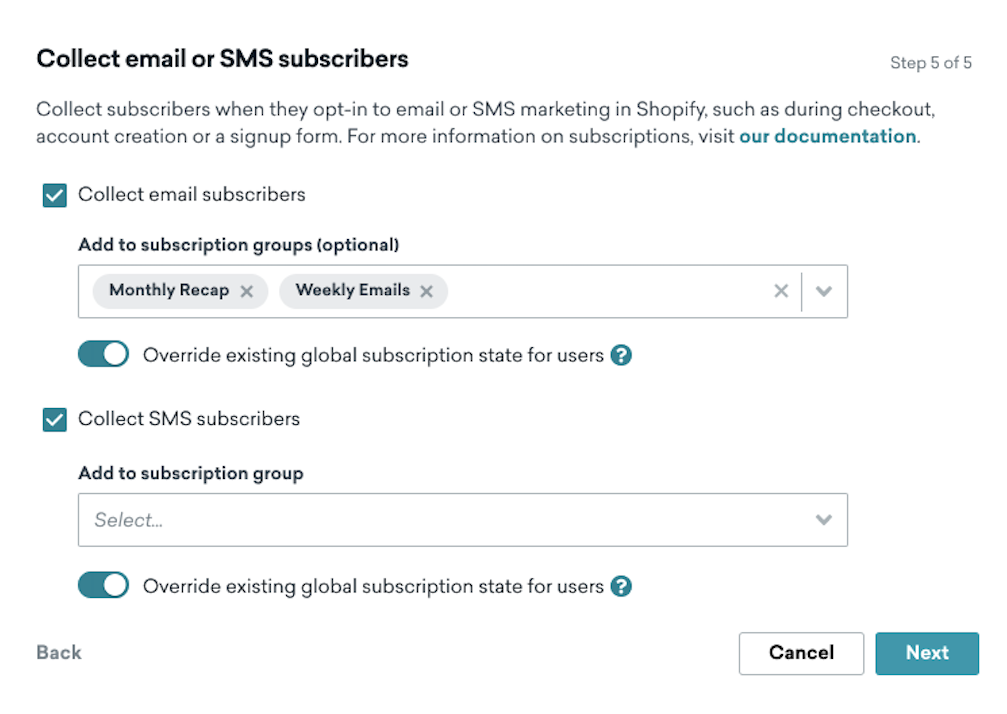 Collect email or SMS subscribers
Step 5 of 5
Collect subscribers when they opt-in to email or SMS marketing in Shopify, such as during checkout,
account creation or a signup form. For more information on subscriptions, visit our documentation.
Collect email subscribers
Add to subscription groups (optional)
Monthly Recap Weekly Emails
Override existing global subscription state for users ?
Collect SMS subscribers
Add to subscription group
Select...
Override existing global subscription state for users ?
Back Cancel Next